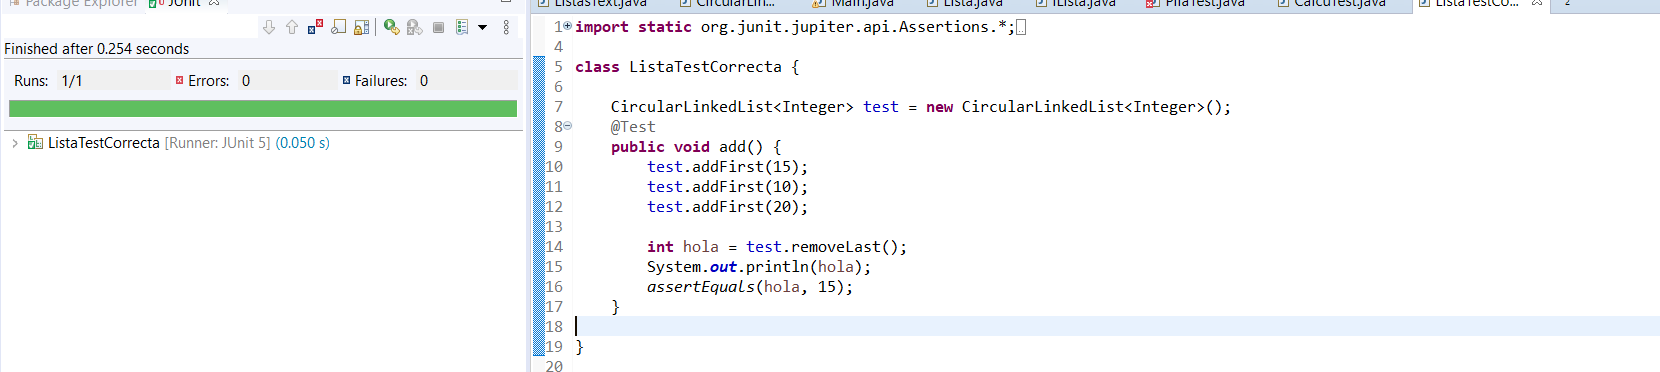 Package Explorer JUnit
Finished after 0.254 seconds
Runs: 1/1 Errors: 0 Failures: 0
ListaTestCorrecta [Runner: JUnit 5] (0.050 s)
ListasText.java CircularLin... Main.java Lista.java ILista.java PilaTest.java CalcuTest.java ListaTestCo... 2
1 import static org.junit.jupiter.api.Assertions.*;
4
5 class ListaTestCorrecta {
6
7 CircularLinkedList<Integer> test = new CircularLinkedList<Integer>();
8 @Test
9 public void add() {
10 test.addFirst(15);
11 test.addFirst(10);
12 test.addFirst(20);
13
14 int hola = test.removeLast();
15 System.out.println(hola);
16 assertEquals(hola, 15);
17 }
18
19 }
20